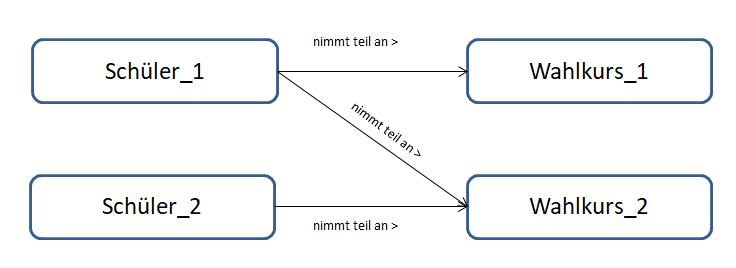 nimmt teil an >
Schüler_1
Wahlkurs_1
nimmt teil an >
Schüler_2
Wahlkurs_2
nimmt teil an >